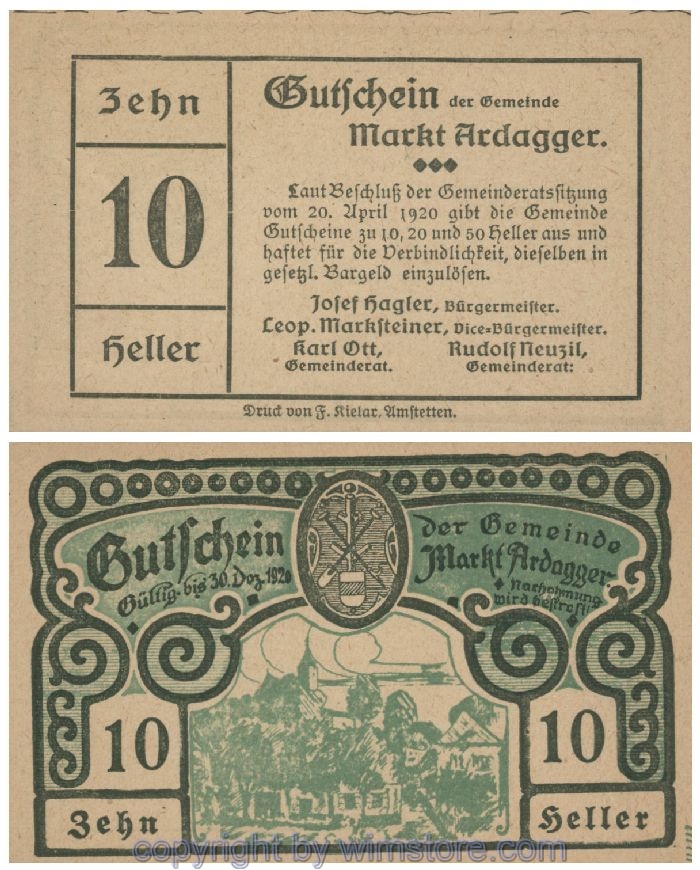 Zehn
10
Heller
Gutschein der Gemeinde
Markt Ardagger.
Laut Beschluß der Gemeinderatssitzung
vom 20. April 1920 gibt die Gemeinde
Gutscheine zu 10, 20 und 50 Heller aus und
haftet für die Verbindlichkeit, dieselben in
gesetzl. Bargeld einzulösen.
Josef Hagler, Bürgermeister.
Leop. Marksteiner, Vice-Bürgermeister.
Karl Ott, Rudolf Neuzil,
Gemeinderat. Gemeinderat:
Druck von F. Kielar, Amstetten.
Gutschein
Gültig bis 30. Dez. 1920
der Gemeinde
Markt Ardagger
Nachahmung
wird bestraft
10
Zehn
10
Heller
copyright by wimstore.com